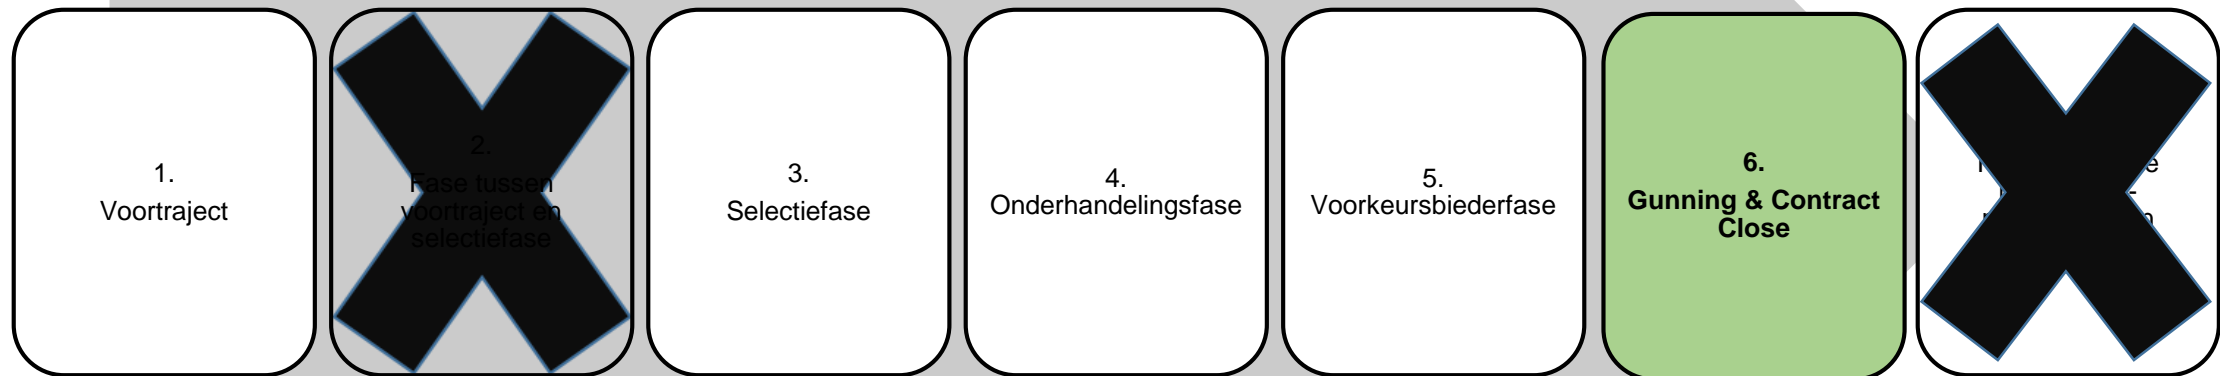 1.
Voortraject
2.
Fase tussen
voortraject en
selectiefase
3.
Selectiefase
4.
Onderhandelingsfase
5.
Voorkeursbiederfase
6.
Gunning & Contract
Close